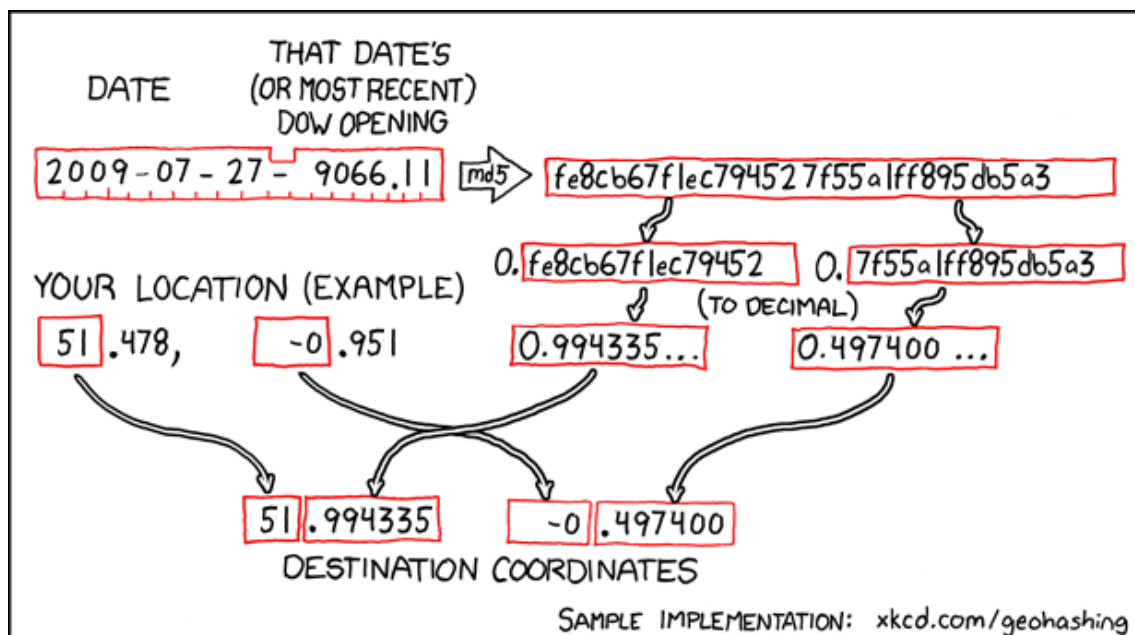 DATE
THAT DATE'S
(OR MOST RECENT)
DOW OPENING
2009-07-27- 9066.11
md5
fe8cb67f1ec794527f55a1ff895db5a3
0.fe8cb67f1ec79452
0.7f55a1ff895db5a3
YOUR LOCATION (EXAMPLE)
(TO DECIMAL)
51.478, -0.951
0.994335...
0.497400...
51.994335 -0.497400
DESTINATION COORDINATES
SAMPLE IMPLEMENTATION: xkcd.com/geohashing